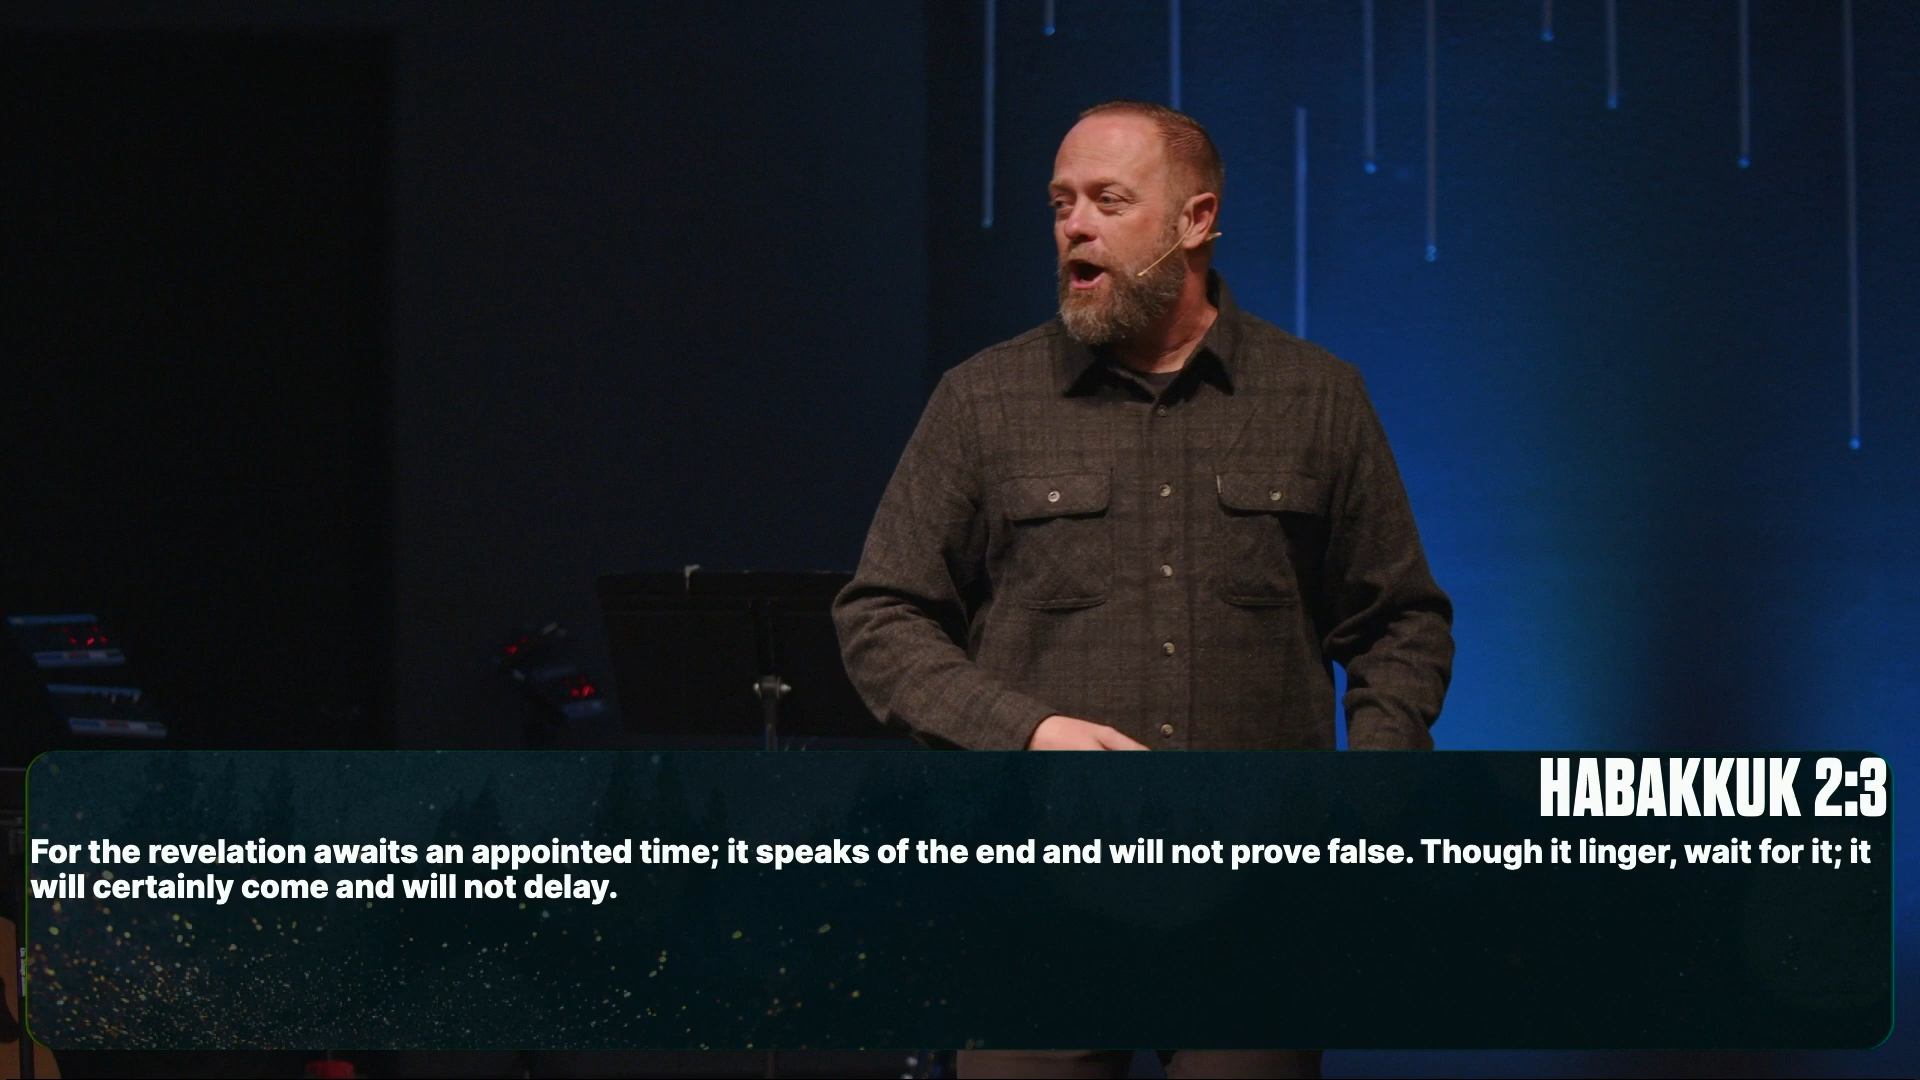 HABAKKUK 2:3
For the revelation awaits an appointed time; it speaks of the end and will not prove false. Though it linger, wait for it; it
will certainly come and will not delay.